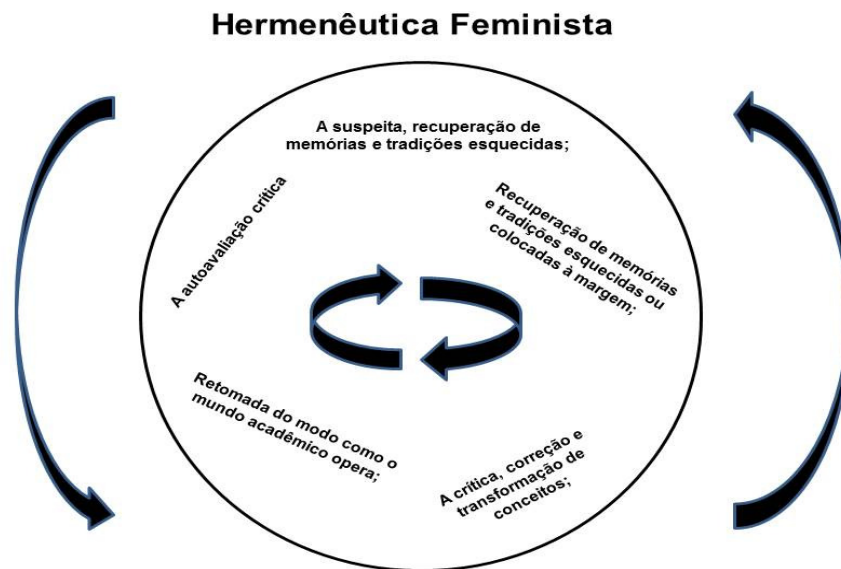 Hermenêutica Feminista
A suspeita, recuperação de
memórias e tradições esquecidas;
Recuperação de memórias
e tradições esquecidas ou
colocadas à margem;
A crítica, correção e
transformação de
conceitos;
Retomada do modo como o
mundo acadêmico opera;
A autoavaliação crítica